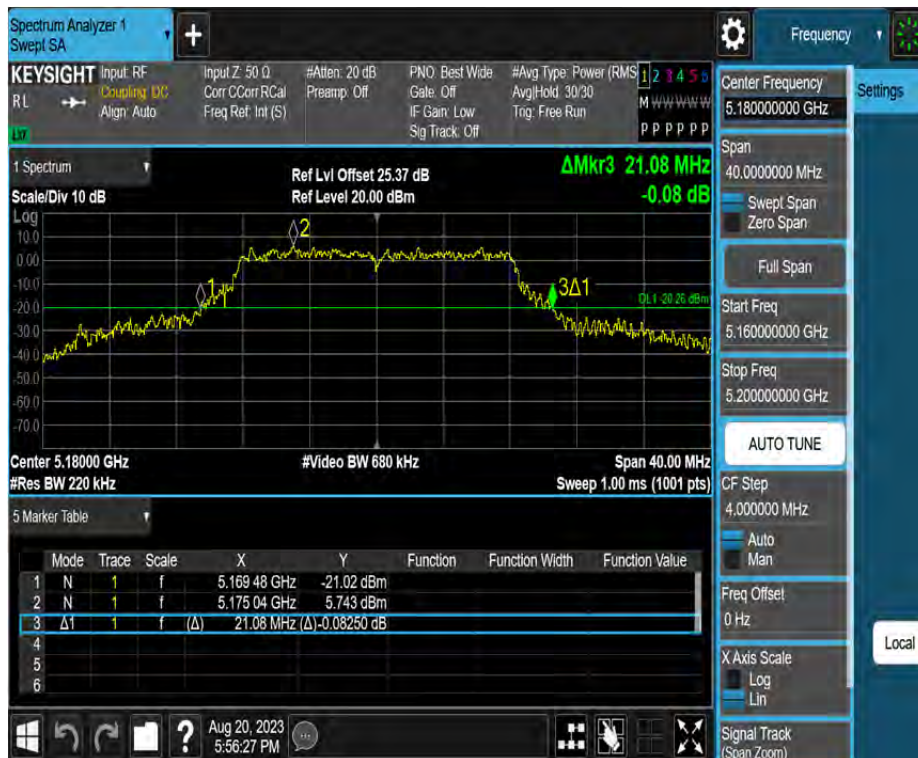 Spectrum Analyzer 1
Swept SA
+
Frequency
KEYSIGHT
RL
LXI
Input: RF
Coupling: DC
Align: Auto
Input Z: 50 Ω
Corr CCorr RCal
Freq Ref: Int (S)
#Atten: 20 dB
Preamp: Off
PNO: Best Wide
Gate: Off
IF Gain: Low
Sig Track: Off
#Avg Type: Power (RMS
Avg|Hold: 30/30
Trig: Free Run
1 2 3 4 5 6
M W W W W W
P P P P P P
1 Spectrum
Scale/Div 10 dB
Ref Lvl Offset 25.37 dB
Ref Level 20.00 dBm
ΔMkr3 21.08 MHz
-0.08 dB
Log
10.0
0.00
-10.0
-20.0
-30.0
-40.0
-50.0
-60.0
-70.0
1
2
3Δ1
DL1 -20.26 dBm
Center 5.18000 GHz
#Video BW 680 kHz
Span 40.00 MHz
#Res BW 220 kHz
Sweep 1.00 ms (1001 pts)
5 Marker Table
Mode Trace Scale X Y Function Function Width Function Value
1 N 1 f 5.169 48 GHz -21.02 dBm
2 N 1 f 5.175 04 GHz 5.743 dBm
3 Δ1 1 f (Δ) 21.08 MHz (Δ) -0.08250 dB
4
5
6
?
Aug 20, 2023
5:56:27 PM
Center Frequency
5.180000000 GHz
Settings
Span
40.0000000 MHz
Swept Span
Zero Span
Full Span
Start Freq
5.160000000 GHz
Stop Freq
5.200000000 GHz
AUTO TUNE
CF Step
4.000000 MHz
Auto
Man
Freq Offset
0 Hz
Local
X Axis Scale
Log
Lin
Signal Track
(Span Zoom)